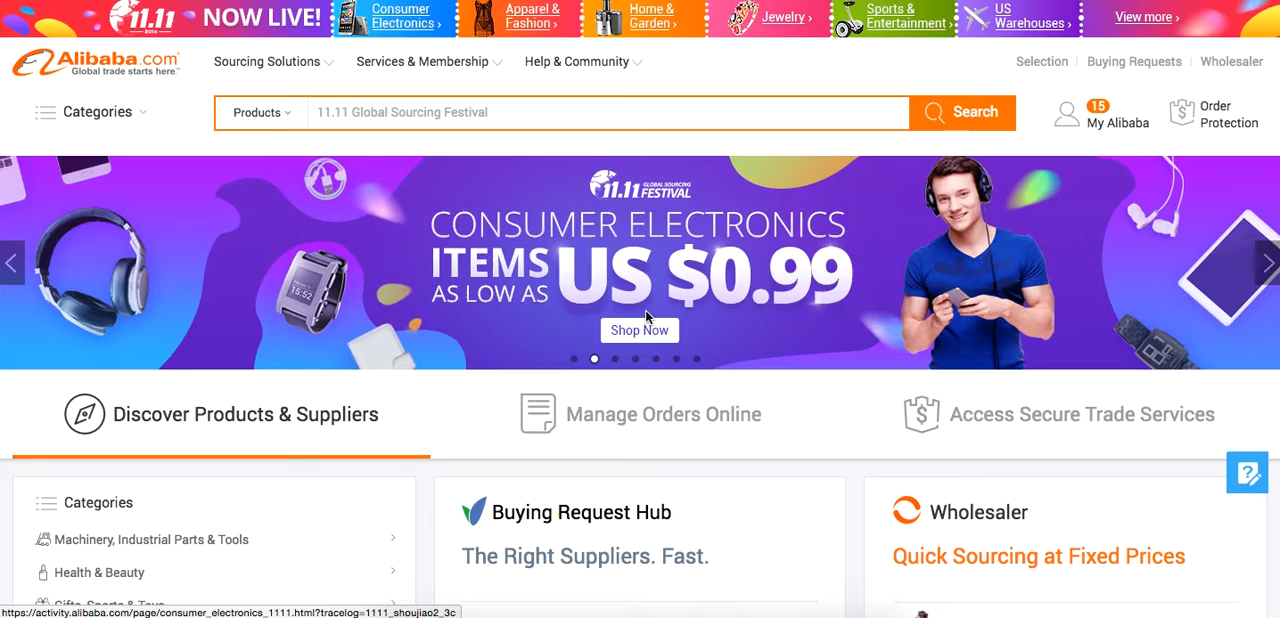 11.11
2016
NOW LIVE!
Consumer
Electronics ›
Apparel &
Fashion ›
Home &
Garden ›
Jewelry ›
Sports &
Entertainment ›
US
Warehouses ›
View more ›
Alibaba.com
Global trade starts here.™
Sourcing Solutions
Services & Membership
Help & Community
Selection
Buying Requests
Wholesaler
Categories
Products
11.11 Global Sourcing Festival
Search
15
My Alibaba
Order
Protection
11.11 GLOBAL SOURCING
FESTIVAL
CONSUMER ELECTRONICS
ITEMS
AS LOW AS
US $0.99
15:52
Shop Now
Discover Products & Suppliers
Manage Orders Online
Access Secure Trade Services
Categories
Machinery, Industrial Parts & Tools
Health & Beauty
Gifts, Sports & Toys
Buying Request Hub
The Right Suppliers. Fast.
Wholesaler
Quick Sourcing at Fixed Prices
https://activity.alibaba.com/page/consumer_electronics_1111.html?tracelog=1111_shoujiao2_3c